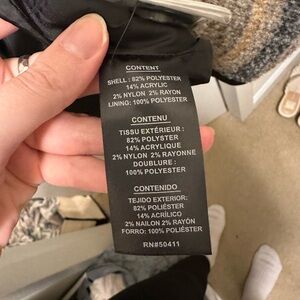 CONTENT
SHELL: 82% POLYESTER
14% ACRYLIC
2% NYLON 2% RAYON
LINING: 100% POLYESTER
CONTENU
TISSU EXTÉRIEUR:
82% POLYSTER
14% ACRYLIQUE
2% NYLON 2% RAYONNE
DOUBLURE:
100% POLYESTER
CONTENIDO
TEJIDO EXTERIOR:
82% POLIÉSTER
14% ACRÍLICO
2% NAILON 2% RAYÓN
FORRO: 100% POLIÉSTER
RN#50411